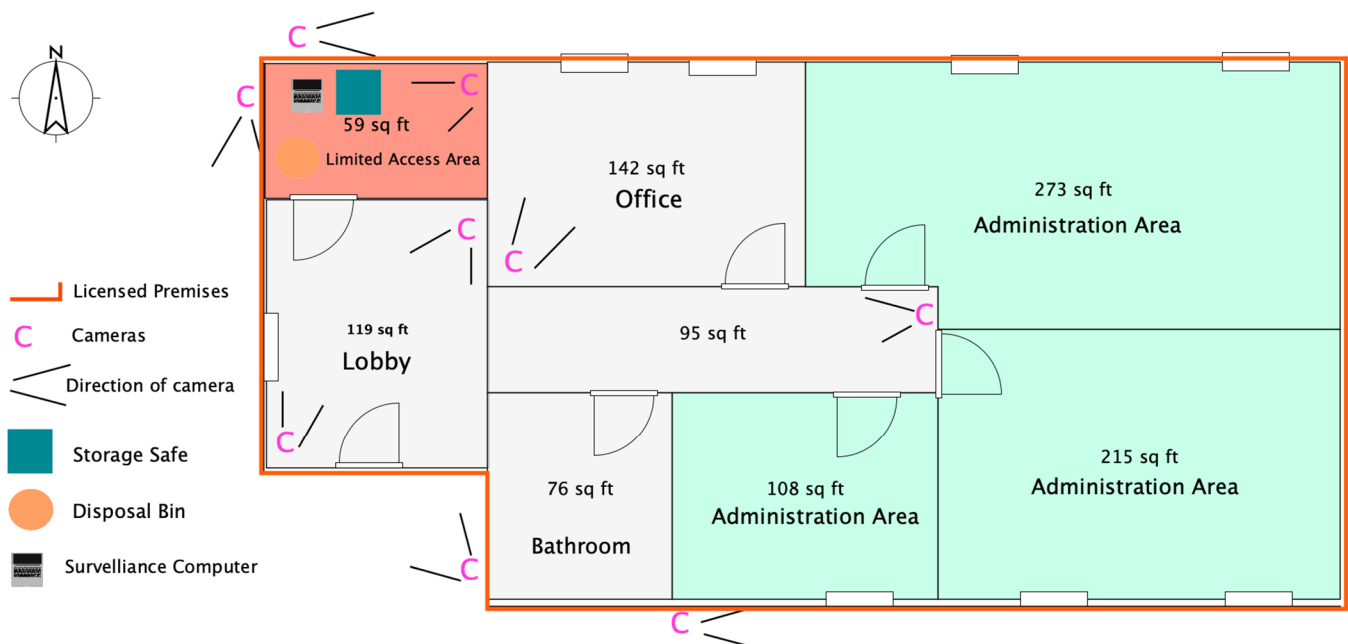 C
N
C
C
59 sq ft
Limited Access Area
142 sq ft
Office
273 sq ft
Administration Area
C
C
Licensed Premises
C
Cameras
119 sq ft
Lobby
95 sq ft
C
Direction of camera
C
Storage Safe
215 sq ft
Administration Area
76 sq ft
Bathroom
108 sq ft
Administration Area
Disposal Bin
Survelliance Computer
C
C